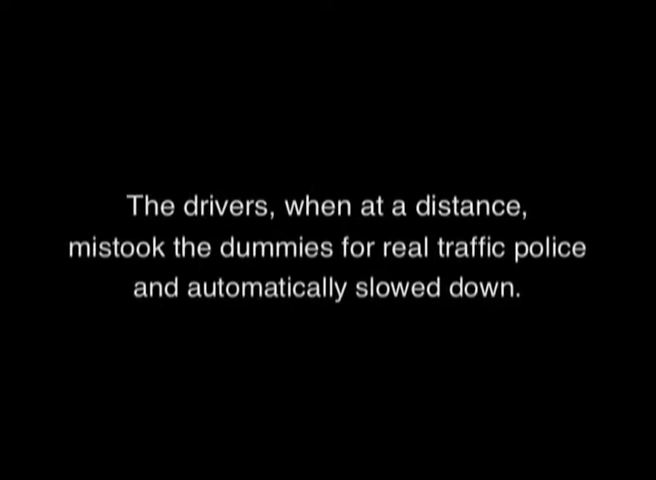 The drivers, when at a distance,
mistook the dummies for real traffic police
and automatically slowed down.